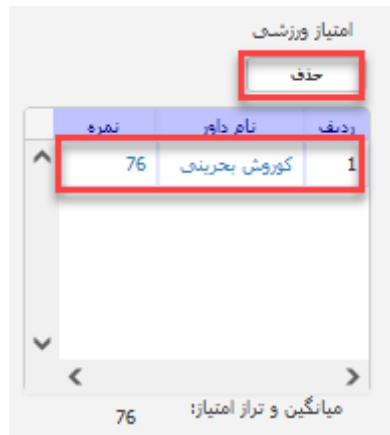 امتیاز ورزشی
حذف
ردیف نام داور نمره
1 کوروش بحرینی 76
میانگین و تراز امتیاز: 76